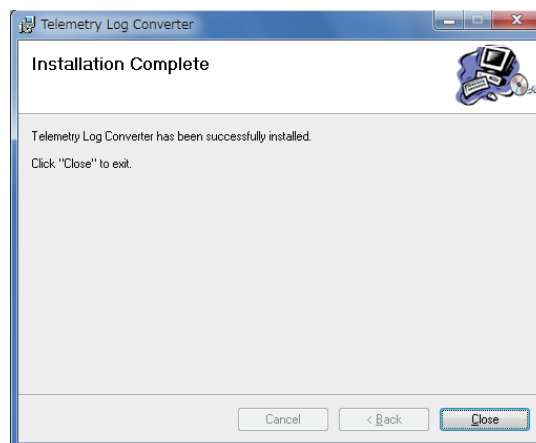 Telemetry Log Converter
Installation Complete
Telemetry Log Converter has been successfully installed.
Click "Close" to exit.
Cancel
< Back
Close